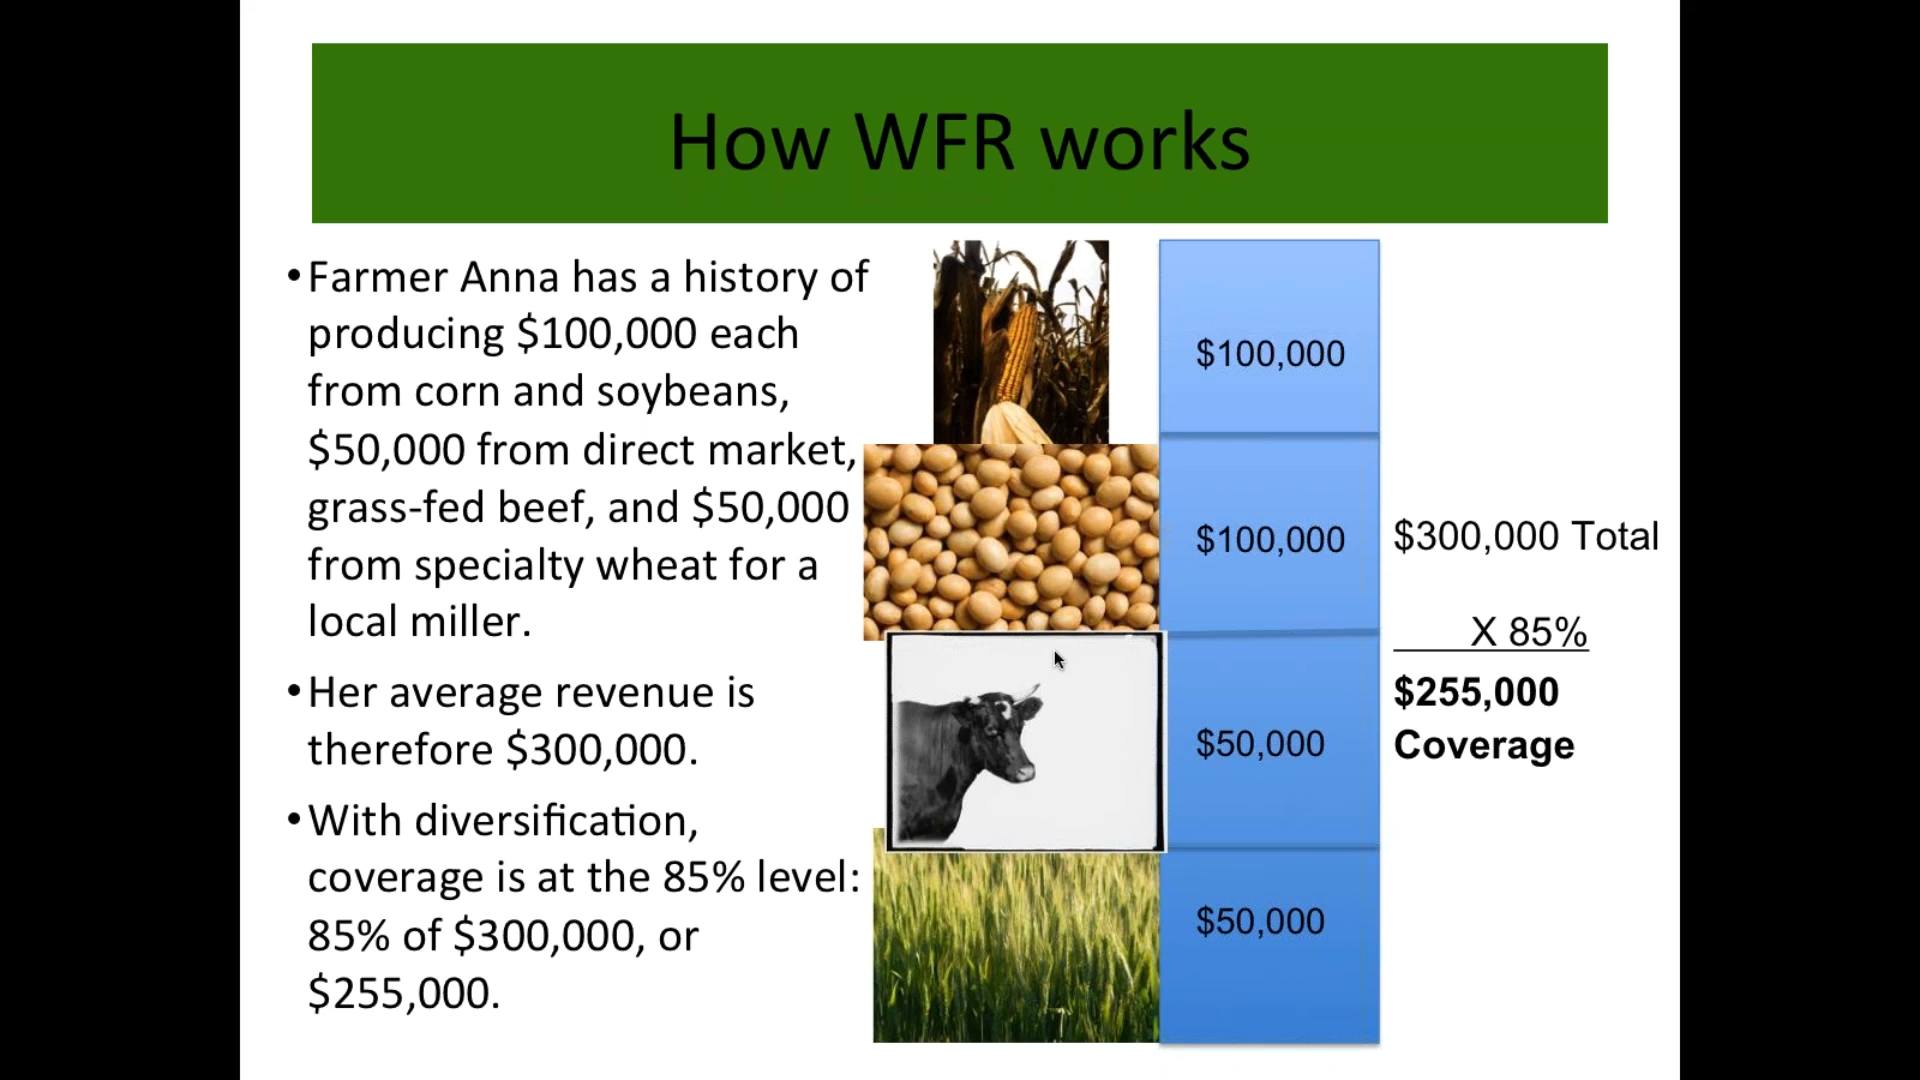 How WFR works
•Farmer Anna has a history of
producing $100,000 each
from corn and soybeans,
$50,000 from direct market,
grass-fed beef, and $50,000
from specialty wheat for a
local miller.
•Her average revenue is
therefore $300,000.
•With diversification,
coverage is at the 85% level:
85% of $300,000, or
$255,000.
$100,000
$100,000
$50,000
$50,000
$300,000 Total
X 85%
$255,000
Coverage